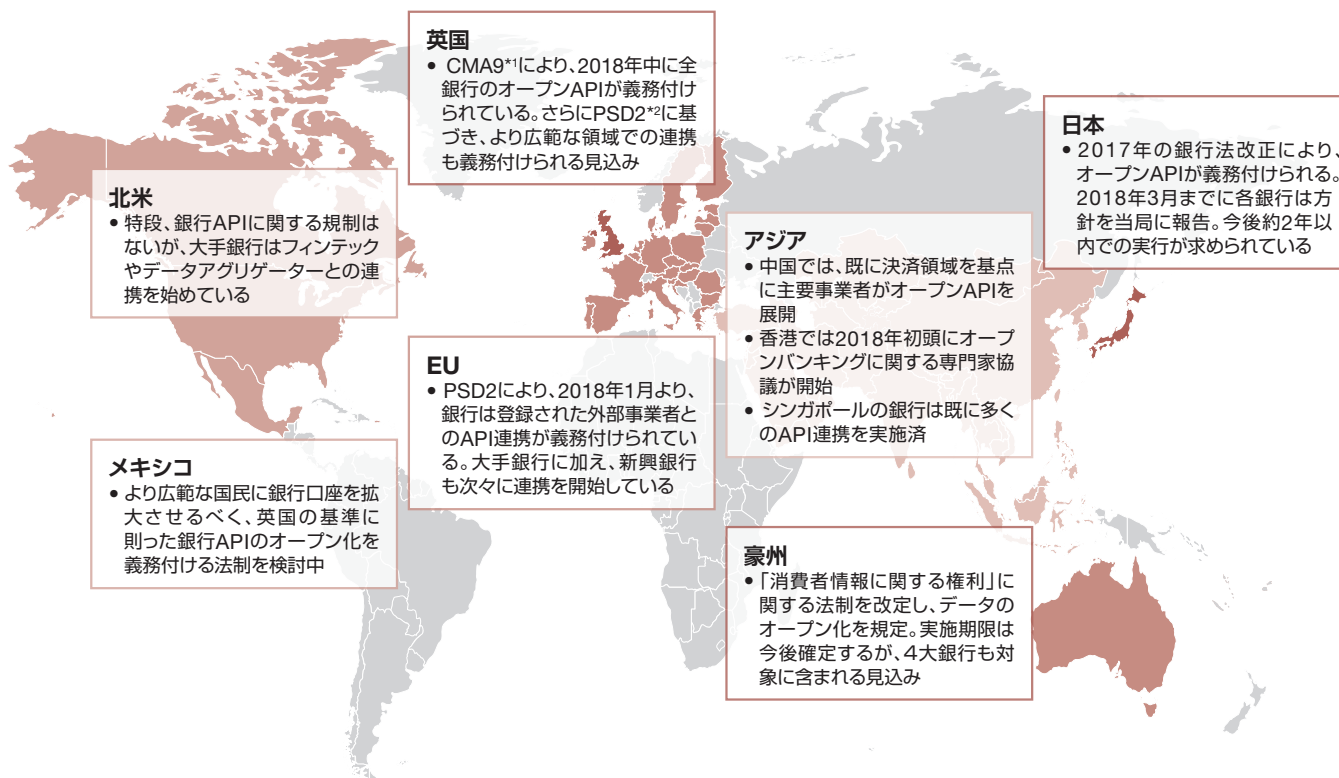 英国
• CMA9*1により、2018年中に全
銀行のオープンAPIが義務付け
られている。さらにPSD2*2に基
づき、より広範な領域での連携
も義務付けられる見込み
日本
• 2017年の銀行法改正により、
オープンAPIが義務付けられる。
2018年3月までに各銀行は方
針を当局に報告。今後約2年以
内での実行が求められている
北米
• 特段、銀行APIに関する規制は
ないが、大手銀行はフィンテック
やデータアグリゲーターとの連
携を始めている
アジア
• 中国では、既に決済領域を基点
に主要事業者がオープンAPIを
展開
• 香港では2018年初頭にオープ
ンバンキングに関する専門家協
議が開始
• シンガポールの銀行は既に多く
のAPI連携を実施済
EU
• PSD2により、2018年1月より、
銀行は登録された外部事業者と
のAPI連携が義務付けられてい
る。大手銀行に加え、新興銀行
も次々に連携を開始している
メキシコ
• より広範な国民に銀行口座を拡
大させるべく、英国の基準に
則った銀行APIのオープン化を
義務付ける法制を検討中
豪州
• 「消費者情報に関する権利」に
関する法制を改定し、データの
オープン化を規定。実施期限は
今後確定するが、4大銀行も対
象に含まれる見込み